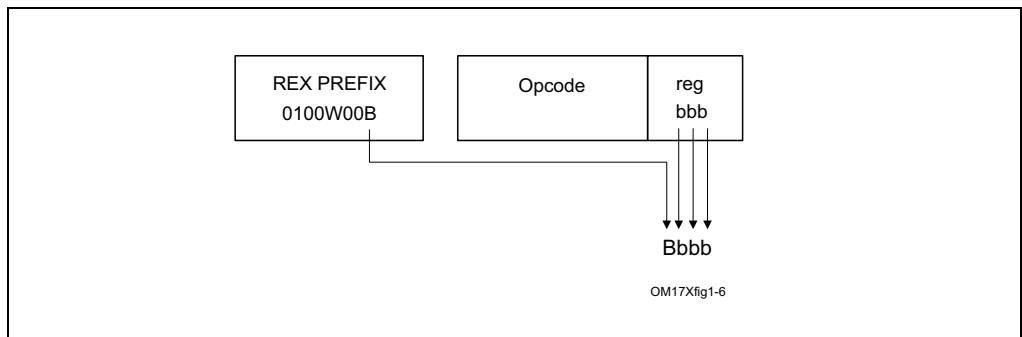 REX PREFIX
0100W00B
Opcode
reg
bbb
Bbbb
OM17Xfig1-6